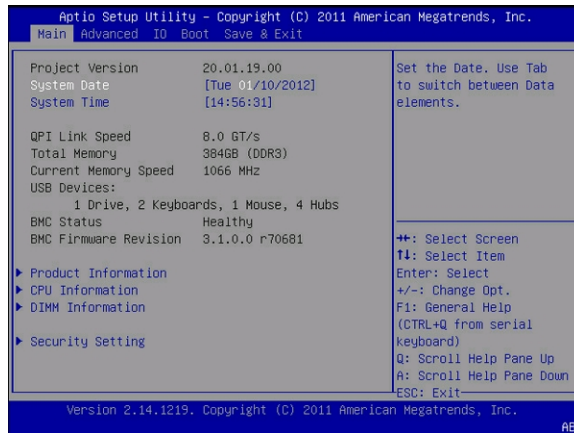 Aptio Setup Utility – Copyright (C) 2011 American Megatrends, Inc.
Main Advanced IO Boot Save & Exit
Project Version 20.01.19.00
System Date [Tue 01/10/2012]
System Time [14:56:31]
QPI Link Speed 8.0 GT/s
Total Memory 384GB (DDR3)
Current Memory Speed 1066 MHz
USB Devices:
1 Drive, 2 Keyboards, 1 Mouse, 4 Hubs
BMC Status Healthy
BMC Firmware Revision 3.1.0.0 r70681
▶ Product Information
▶ CPU Information
▶ DIMM Information
▶ Security Setting
Set the Date. Use Tab
to switch between Data
elements.
→←: Select Screen
↑↓: Select Item
Enter: Select
+/-: Change Opt.
F1: General Help
(CTRL+Q from serial
keyboard)
Q: Scroll Help Pane Up
A: Scroll Help Pane Down
ESC: Exit
Version 2.14.1219. Copyright (C) 2011 American Megatrends, Inc.
AB